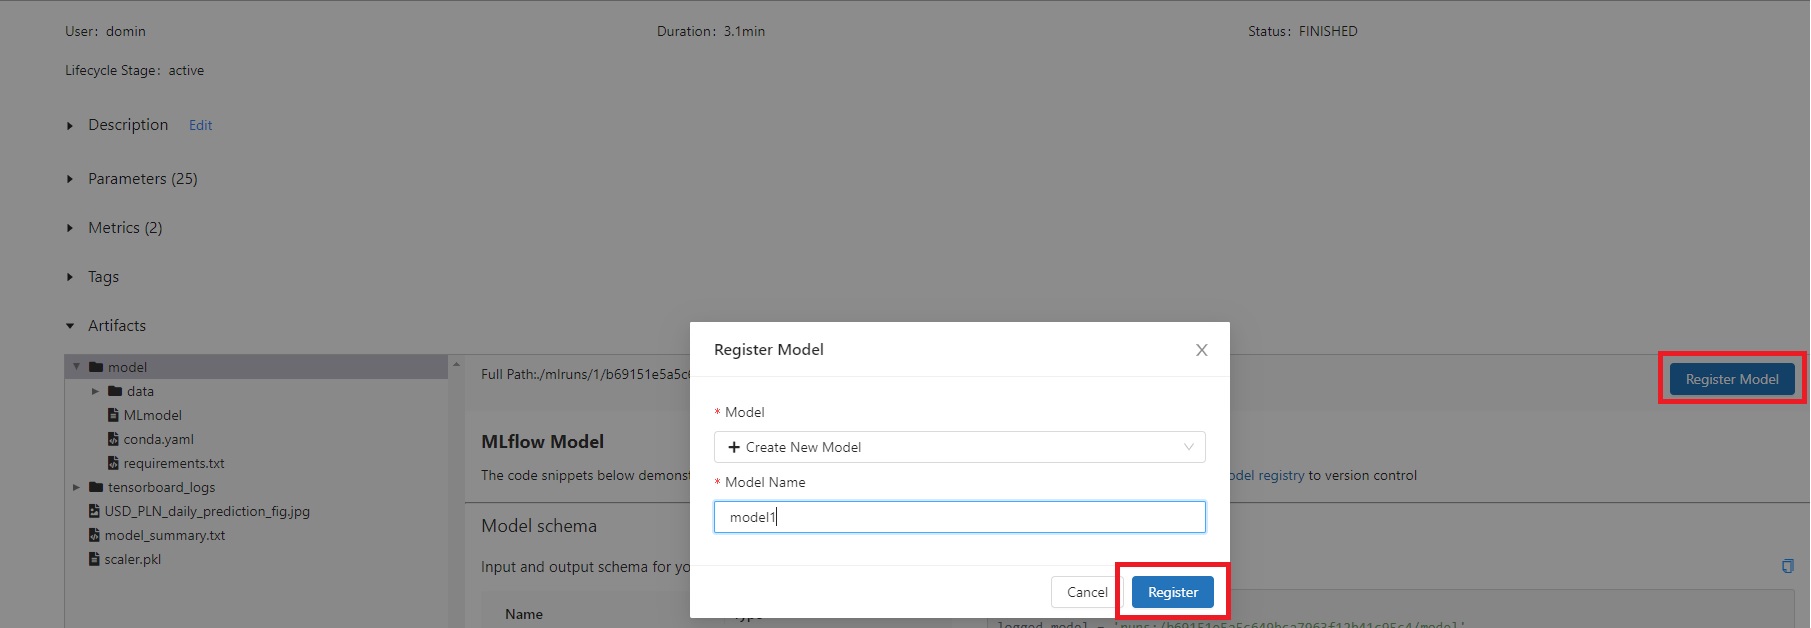 User: domin
Duration: 3.1min
Status: FINISHED
Lifecycle Stage: active
Description Edit
Parameters (25)
Metrics (2)
Tags
Artifacts
model
data
MLmodel
conda.yaml
requirements.txt
tensorboard_logs
USD_PLN_daily_prediction_fig.jpg
model_summary.txt
scaler.pkl
Full Path:./mlruns/1/b69151e5a5c6
Register Model
MLflow Model
The code snippets below demonst
odel registry to version control
Model schema
Input and output schema for yo
Name
Register Model
X
* Model
+ Create New Model
* Model Name
model1
Cancel
Register